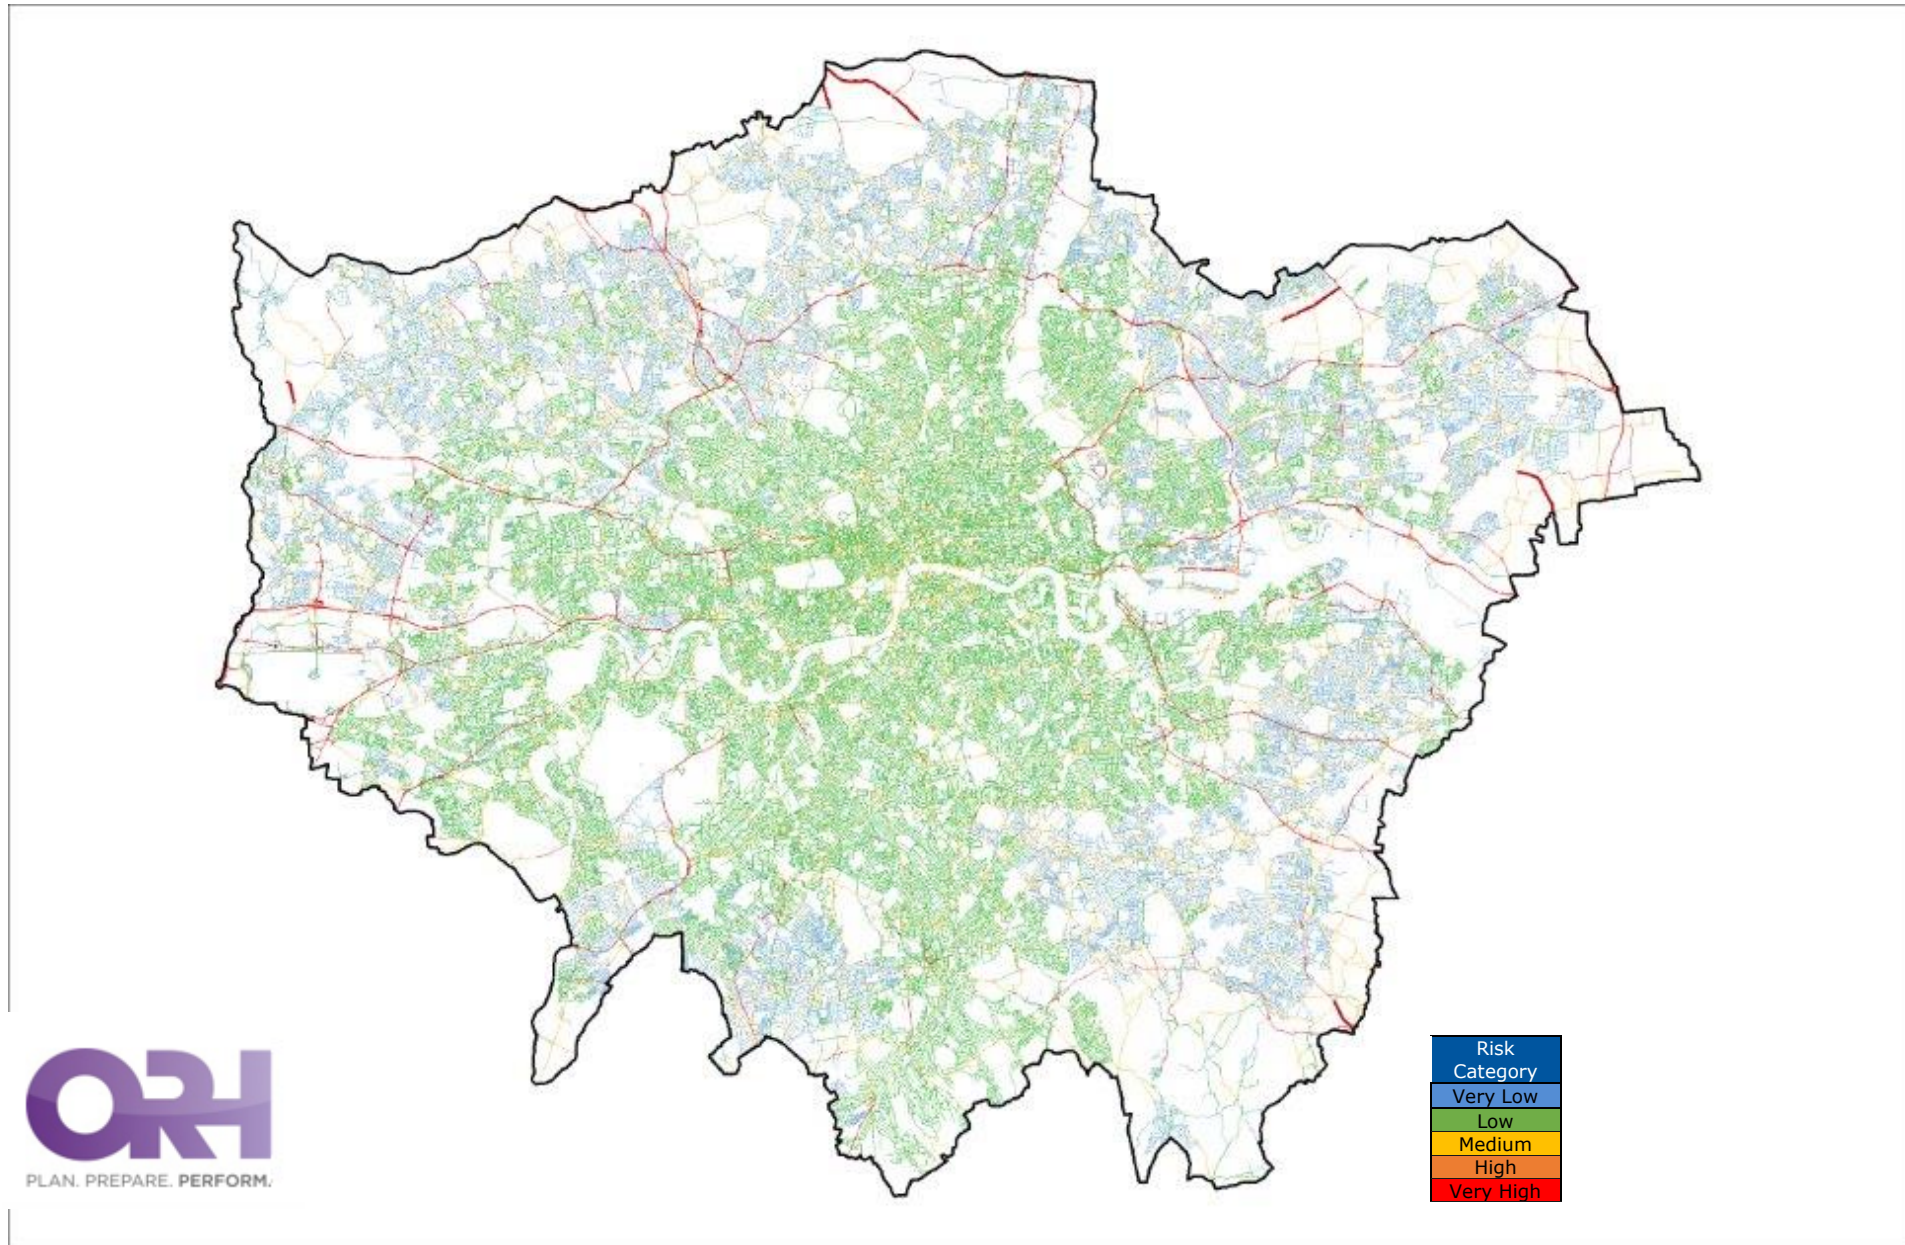 ORH
PLAN. PREPARE. PERFORM.
Risk
Category
Very Low
Low
Medium
High
Very High